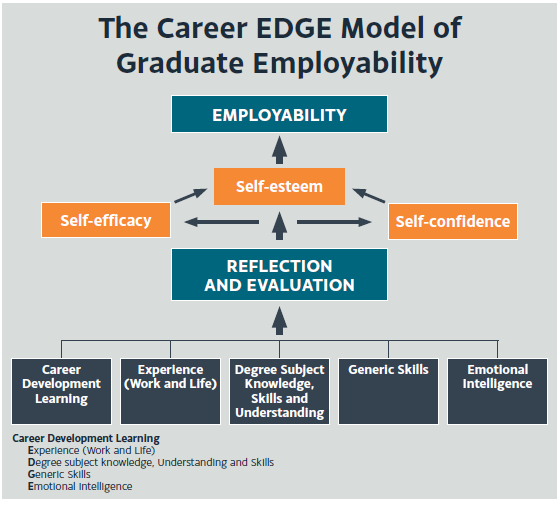 The Career EDGE Model of
Graduate Employability
EMPLOYABILITY
Self-esteem
Self-efficacy
Self-confidence
REFLECTION
AND EVALUATION
Career
Development
Learning
Experience
(Work and Life)
Degree Subject
Knowledge,
Skills and
Understanding
Generic Skills
Emotional
Intelligence
Career Development Learning
Experience (Work and Life)
Degree subject knowledge, Understanding and Skills
Generic Skills
Emotional Intelligence